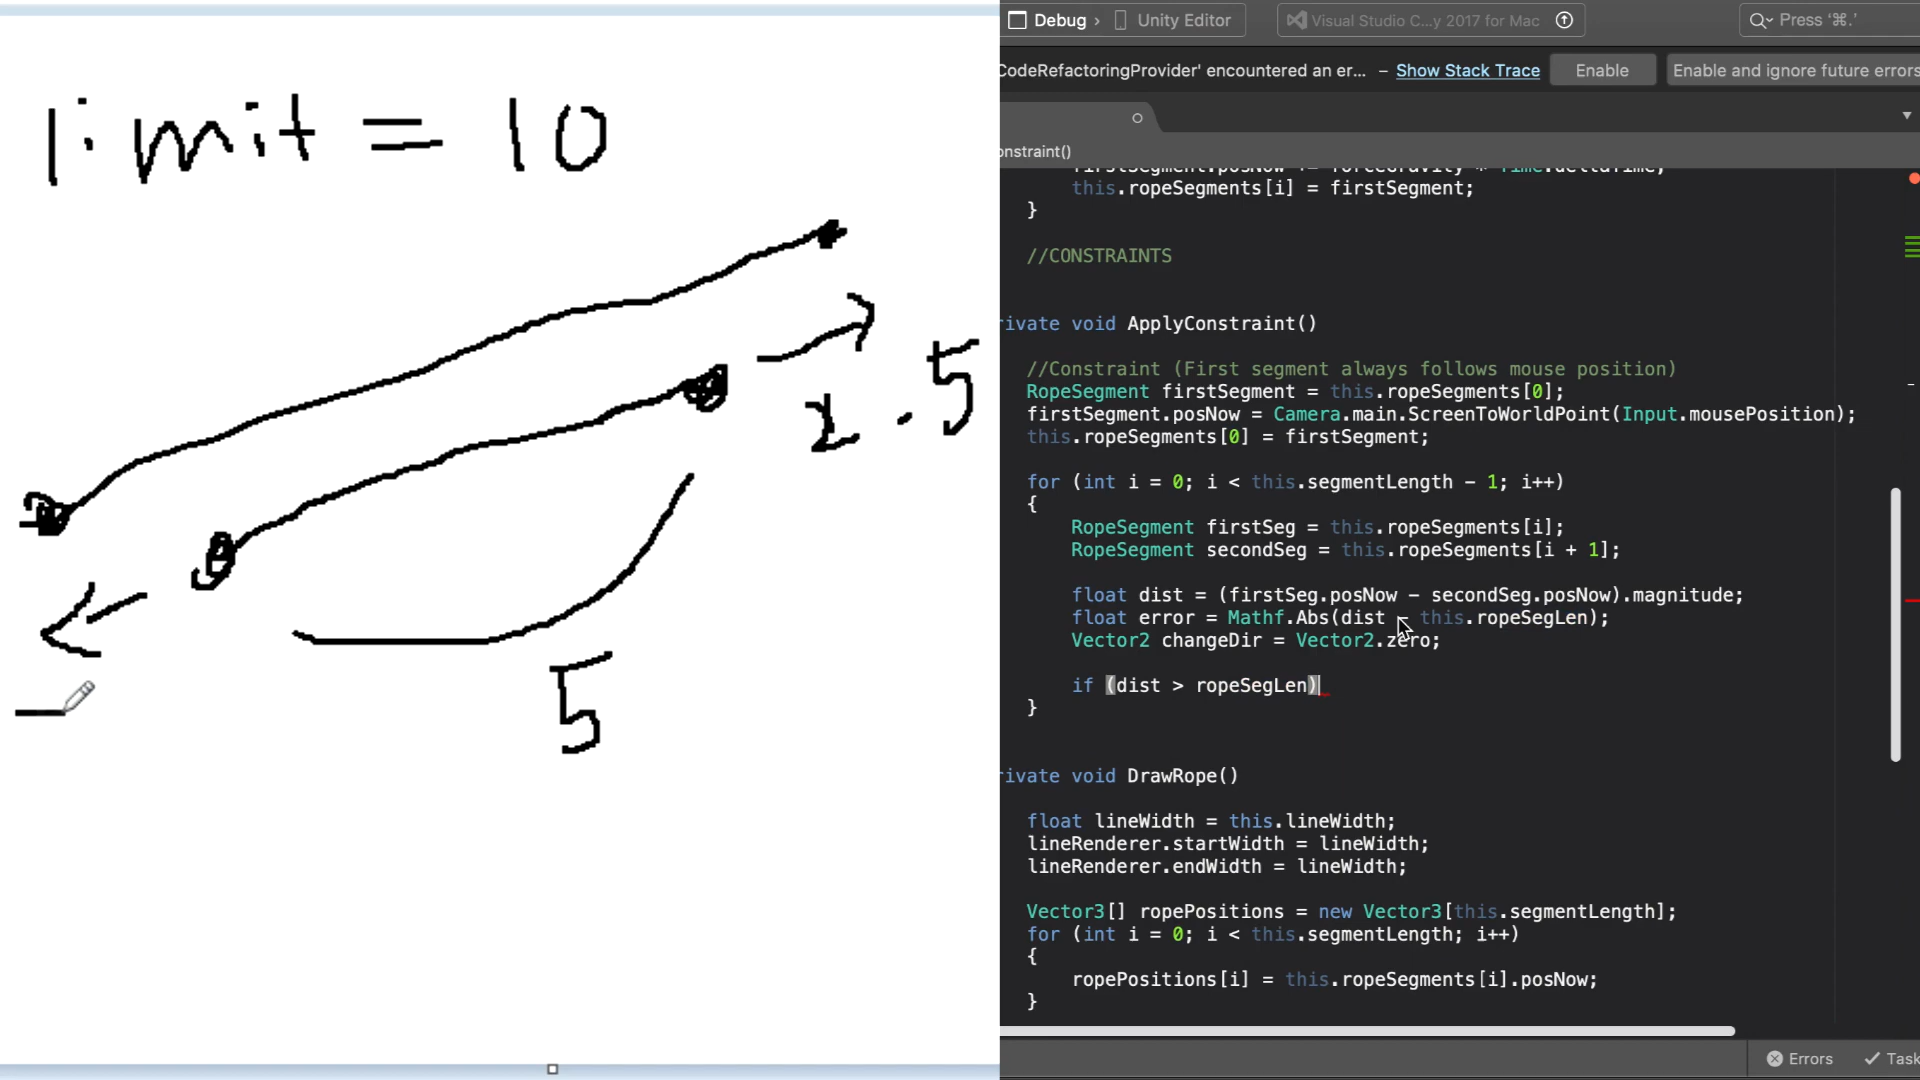 limit = 10
2.5
5
Debug › Unity Editor
Visual Studio C...y 2017 for Mac
Press ‘⌘.’
CodeRefactoringProvider' encountered an er... – Show Stack Trace
Enable
Enable and ignore future errors
onstraint()
firstSegment.posNow += forceGravity * Time.deltaTime;
this.ropeSegments[i] = firstSegment;
}
//CONSTRAINTS
rivate void ApplyConstraint()
//Constraint (First segment always follows mouse position)
RopeSegment firstSegment = this.ropeSegments[0];
firstSegment.posNow = Camera.main.ScreenToWorldPoint(Input.mousePosition);
this.ropeSegments[0] = firstSegment;
for (int i = 0; i < this.segmentLength - 1; i++)
{
RopeSegment firstSeg = this.ropeSegments[i];
RopeSegment secondSeg = this.ropeSegments[i + 1];
float dist = (firstSeg.posNow - secondSeg.posNow).magnitude;
float error = Mathf.Abs(dist - this.ropeSegLen);
Vector2 changeDir = Vector2.zero;
if (dist > ropeSegLen)
}
rivate void DrawRope()
float lineWidth = this.lineWidth;
lineRenderer.startWidth = lineWidth;
lineRenderer.endWidth = lineWidth;
Vector3[] ropePositions = new Vector3[this.segmentLength];
for (int i = 0; i < this.segmentLength; i++)
{
ropePositions[i] = this.ropeSegments[i].posNow;
}
Errors
Task